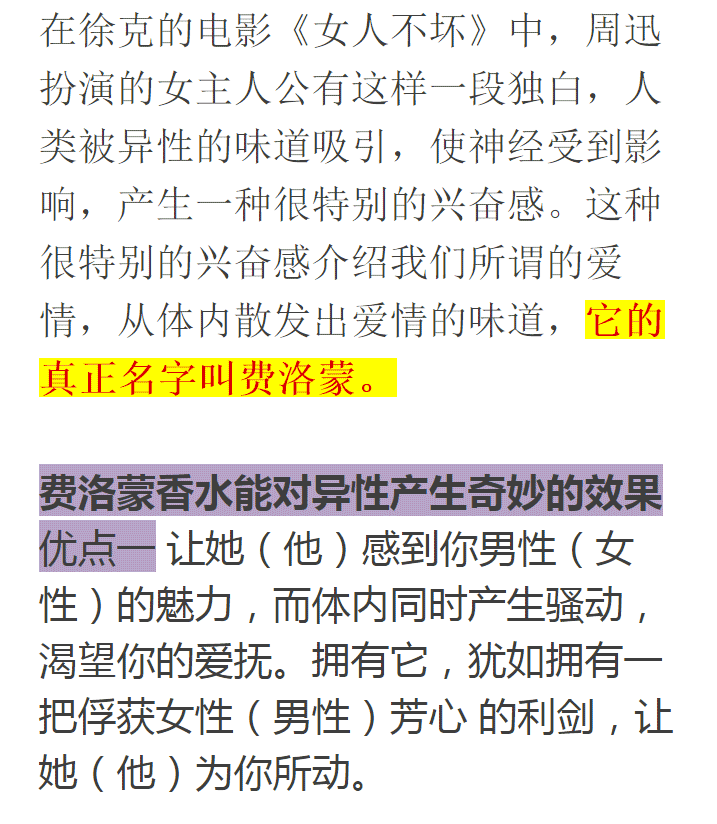 在徐克的电影《女人不坏》中，周迅
扮演的女主人公有这样一段独白，人
类被异性的味道吸引，使神经受到影
响，产生一种很特别的兴奋感。这种
很特别的兴奋感介绍我们所谓的爱
情，从体内散发出爱情的味道，它的
真正名字叫费洛蒙。
费洛蒙香水能对异性产生奇妙的效果
优点一 让她（他）感到你男性（女
性）的魅力，而体内同时产生骚动，
渴望你的爱抚。拥有它，犹如拥有一
把俘获女性（男性）芳心 的利剑，让
她（他）为你所动。